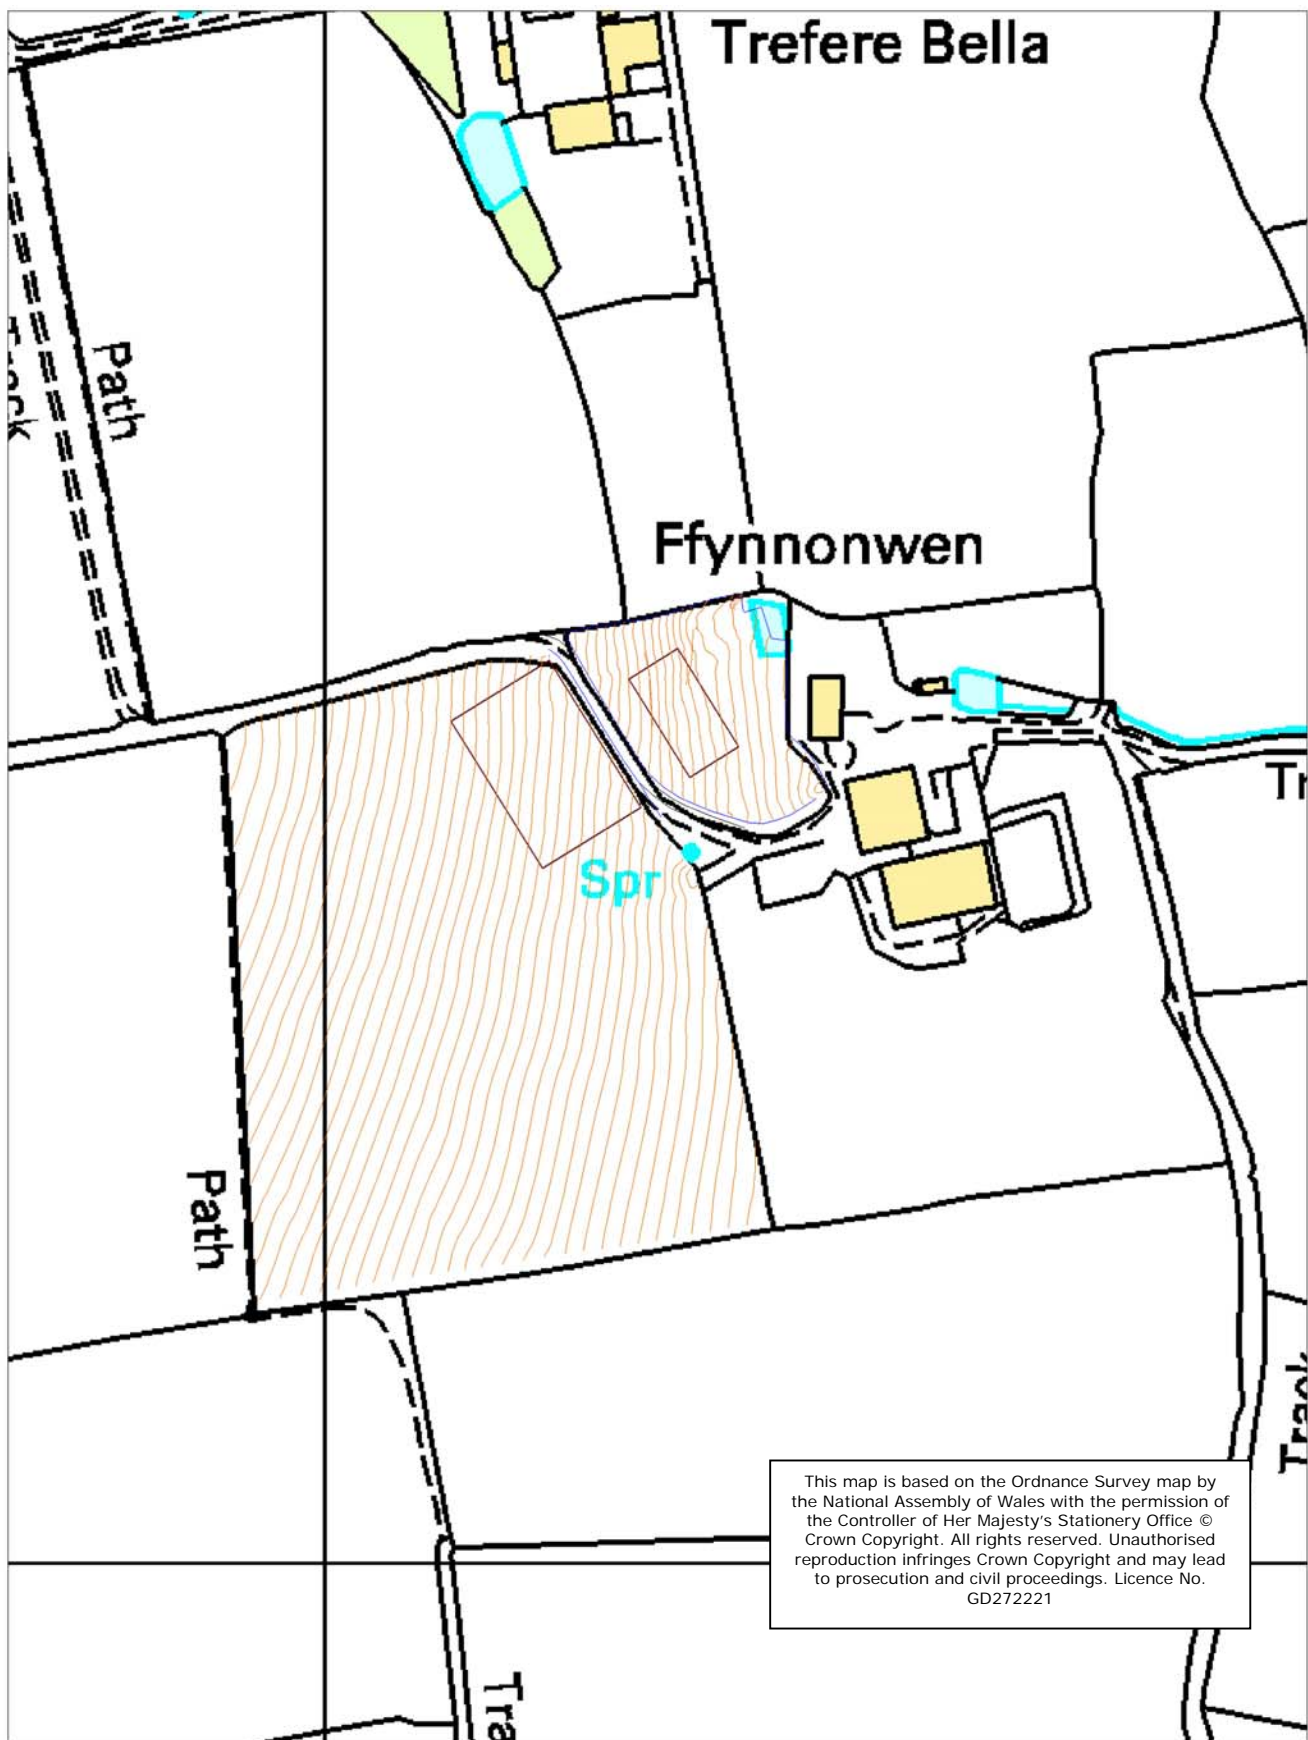 Trefere Bella
Path
Ffynnonwen
Spr
Path
This map is based on the Ordnance Survey map by
the National Assembly of Wales with the permission of
the Controller of Her Majesty's Stationery Office ©
Crown Copyright. All rights reserved. Unauthorised
reproduction infringes Crown Copyright and may lead
to prosecution and civil proceedings. Licence No.
GD272221
Tra